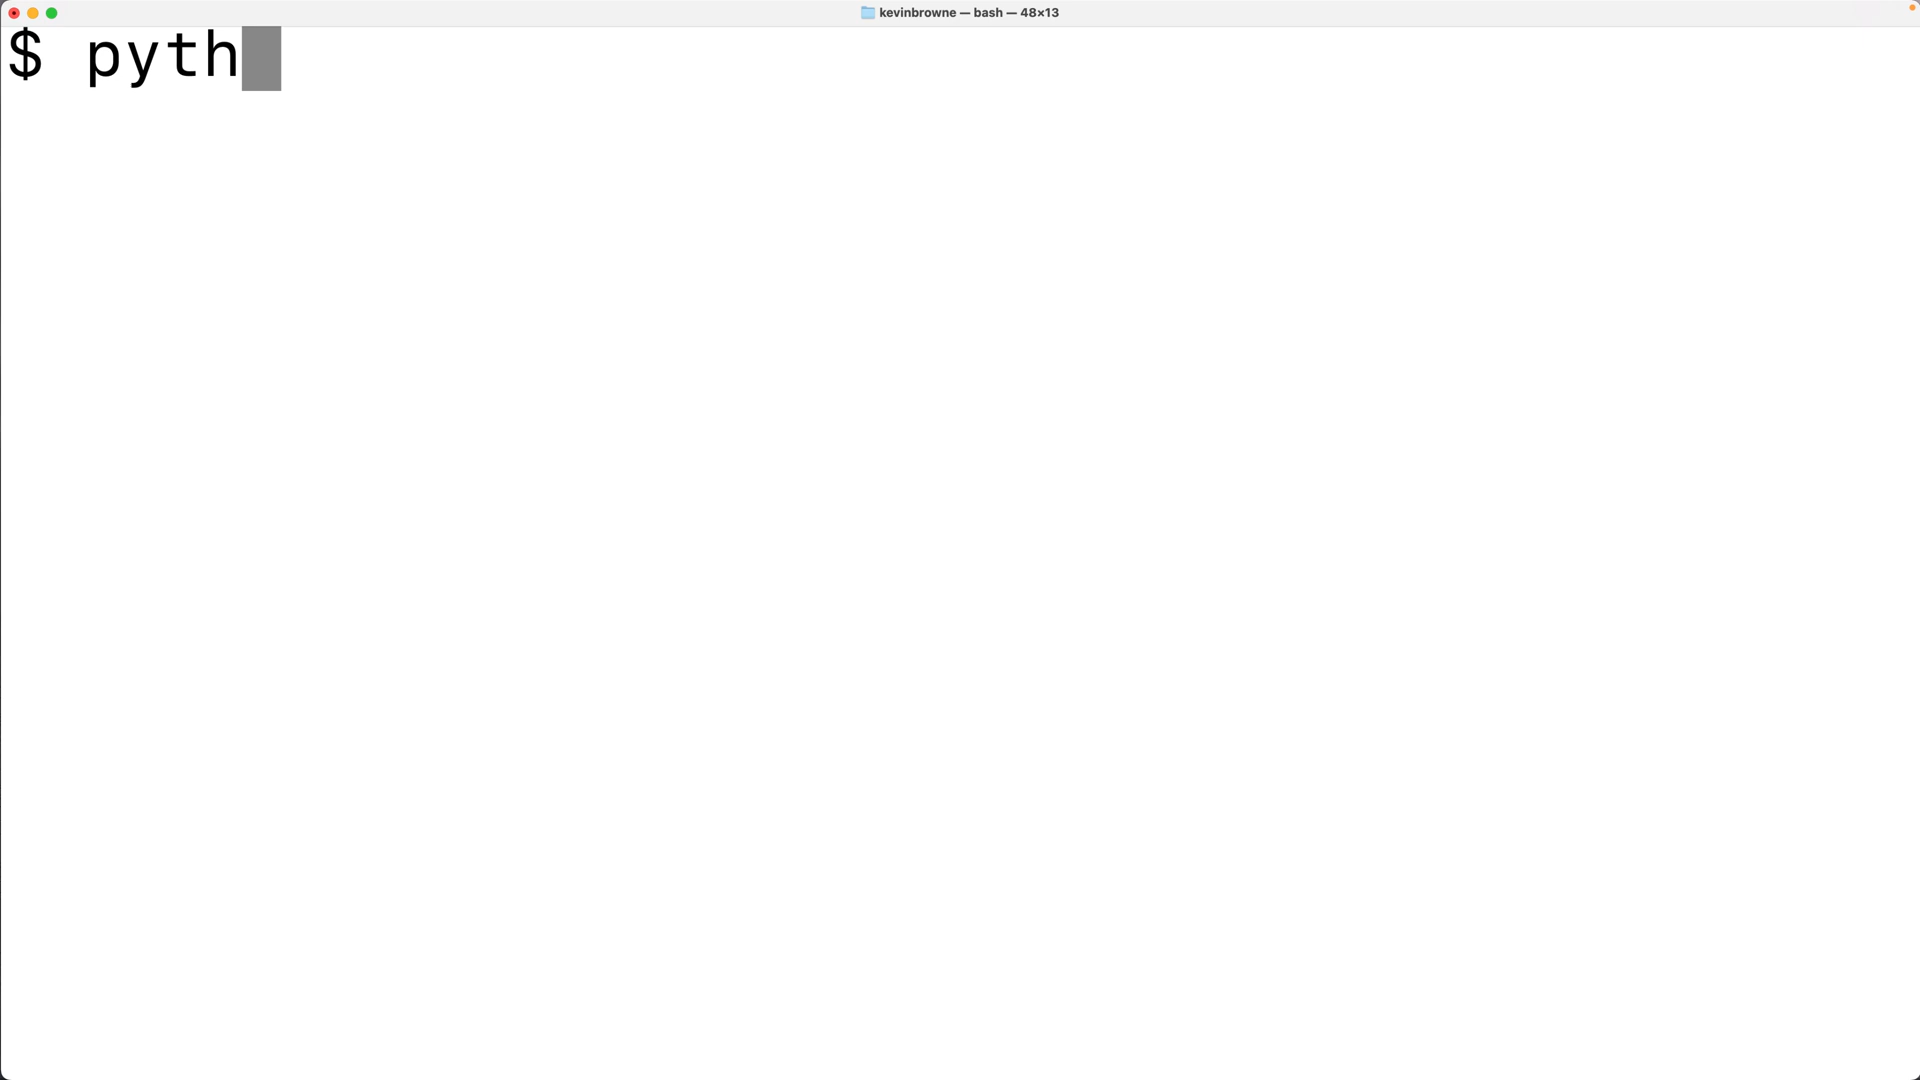 kevinbrowne — bash — 48×13
$ pyth